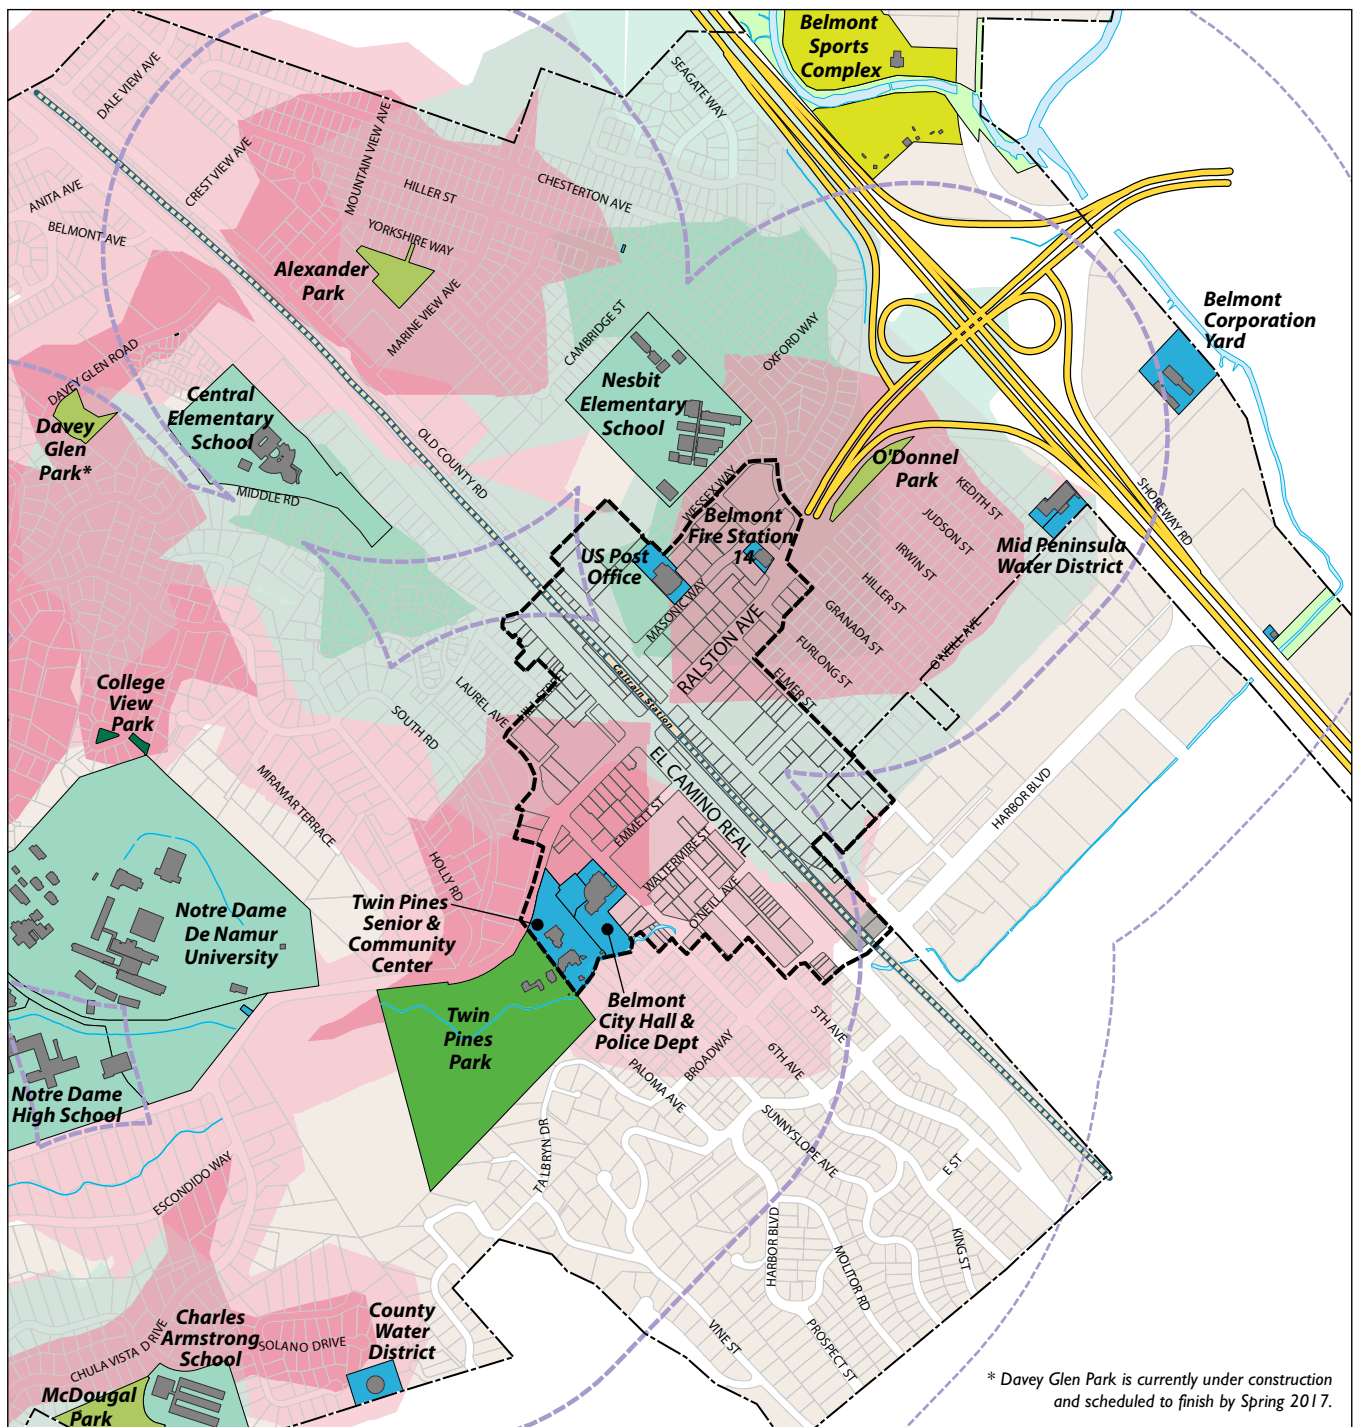 Belmont
Sports
Complex
SEAGATE WAY
DALE VIEW AVE
MOUNTAIN VIEW AVE
CREST VIEW AVE
HILLER ST
CHESTERTON AVE
ANITA AVE
BELMONT AVE
YORKSHIRE WAY
Alexander
Park
MARINE VIEW AVE
CAMBRIDGE ST
OXFORD WAY
Belmont
Corporation
Yard
DAVEY GLEN ROAD
Davey
Glen
Park*
Central
Elementary
School
Nesbit
Elementary
School
OLD COUNTY RD
MIDDLE RD
WESSEY WAY
O'Donnel
Park
KEDITH ST
JUDSON ST
IRWIN ST
HILLER ST
GRANADA ST
FURLONG ST
ELMER ST
O'NEILL AVE
SHOREWAY RD
Belmont
Fire Station
14
US Post
Office
Mid Peninsula
Water District
MASONIC WAY
RALSTON AVE
Caltrain Station
College
View
Park
LAUREL AVE
HILL STREET
SOUTH RD
EL CAMINO REAL
MIRAMAR TERRACE
HOLLY RD
EMMETT ST
WALTERMIRE ST
O'NEILL AVE
HARBOR BLVD
Notre Dame
De Namur
University
Twin Pines
Senior &
Community
Center
Twin
Pines
Park
Belmont
City Hall &
Police Dept
5TH AVE
6TH AVE
BROADWAY
PALOMA AVE
Notre Dame
High School
TALBRYN DR
SUNNYSLOPE AVE
E ST
ESCONDIDO WAY
HARBOR BLVD
MOLITOR RD
KING ST
PROSPECT ST
VINE ST
Charles
Armstrong
School
SOLANO DRIVE
CHULA VISTA DRIVE
County
Water
District
McDougal
Park
* Davey Glen Park is currently under construction
and scheduled to finish by Spring 2017.